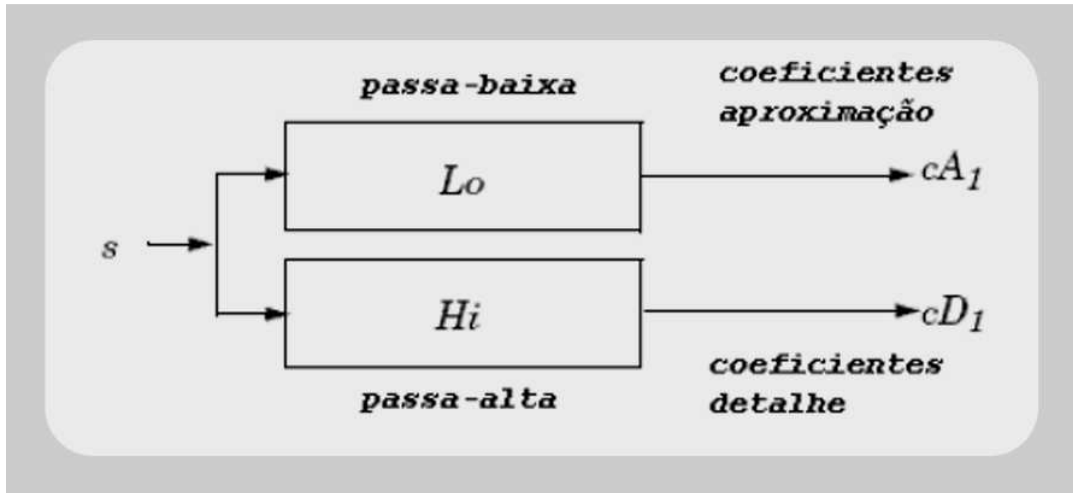 passa-baixa
coeficientes
aproximação
Lo
cA1
s
Hi
cD1
passa-alta
coeficientes
detalhe